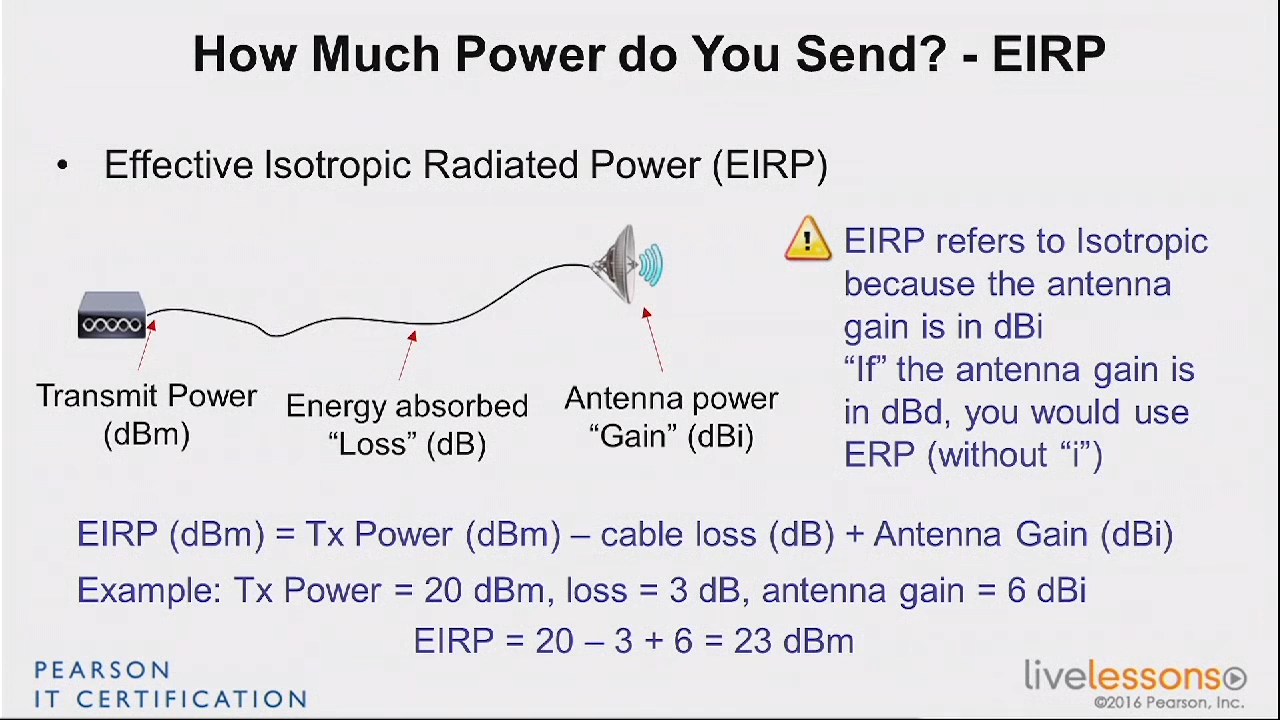 How Much Power do You Send? - EIRP
• Effective Isotropic Radiated Power (EIRP)
EIRP refers to Isotropic
because the antenna
gain is in dBi
“If” the antenna gain is
in dBd, you would use
ERP (without “i”)
Transmit Power
(dBm)
Energy absorbed
“Loss” (dB)
Antenna power
“Gain” (dBi)
EIRP (dBm) = Tx Power (dBm) – cable loss (dB) + Antenna Gain (dBi)
Example: Tx Power = 20 dBm, loss = 3 dB, antenna gain = 6 dBi
EIRP = 20 – 3 + 6 = 23 dBm
PEARSON
IT CERTIFICATION
livelessons
©2016 Pearson, Inc.